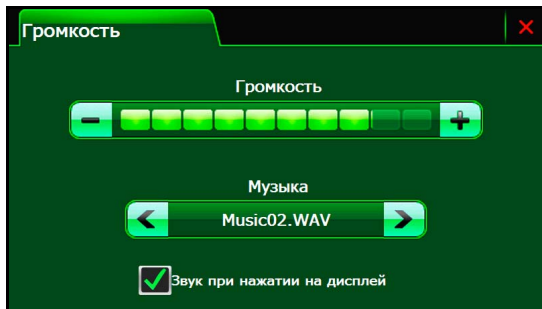 Громкость
Громкость
Музыка
Music02.WAV
Звук при нажатии на дисплей